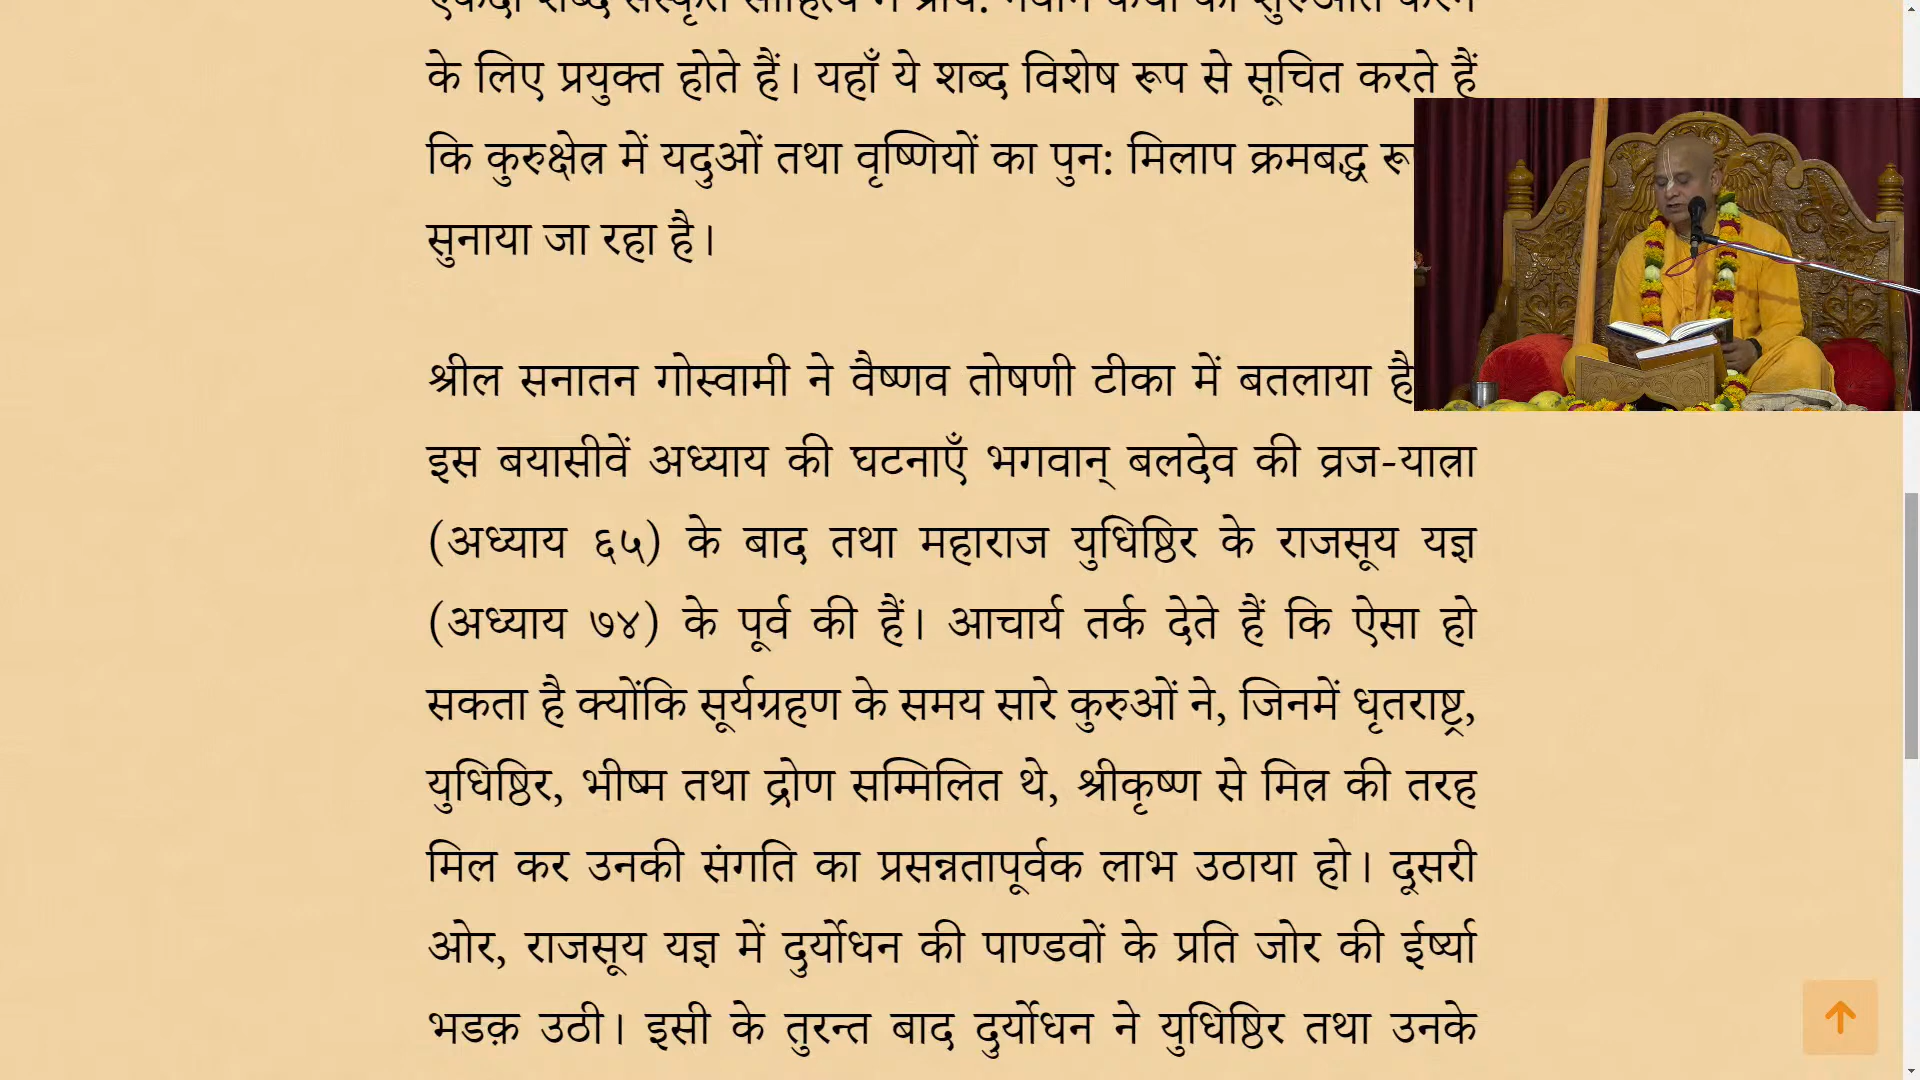 के लिए प्रयुक्त होते हैं। यहाँ ये शब्द विशेष रूप से सूचित करते हैं
कि कुरुक्षेत्र में यदुओं तथा वृष्णियों का पुन: मिलाप क्रमबद्ध
सुनाया जा रहा है।
श्रील सनातन गोस्वामी ने वैष्णव तोषणी टीका में बतलाया है
इस बयासीवें अध्याय की घटनाएँ भगवान् बलदेव की व्रज-यात्रा
(अध्याय ६५) के बाद तथा महाराज युधिष्ठिर के राजसूय यज्ञ
(अध्याय ७४) के पूर्व की हैं। आचार्य तर्क देते हैं कि ऐसा हो
सकता है क्योंकि सूर्यग्रहण के समय सारे कुरुओं ने, जिनमें धृतराष्ट्र,
युधिष्ठिर, भीष्म तथा द्रोण सम्मिलित थे, श्रीकृष्ण से मित्र की तरह
मिल कर उनकी संगति का प्रसन्नतापूर्वक लाभ उठाया हो। दूसरी
ओर, राजसूय यज्ञ में दुर्योधन की पाण्डवों के प्रति जोर की ईर्ष्या
भडक़ उठी। इसी के तुरन्त बाद दुर्योधन ने युधिष्ठिर तथा उनके